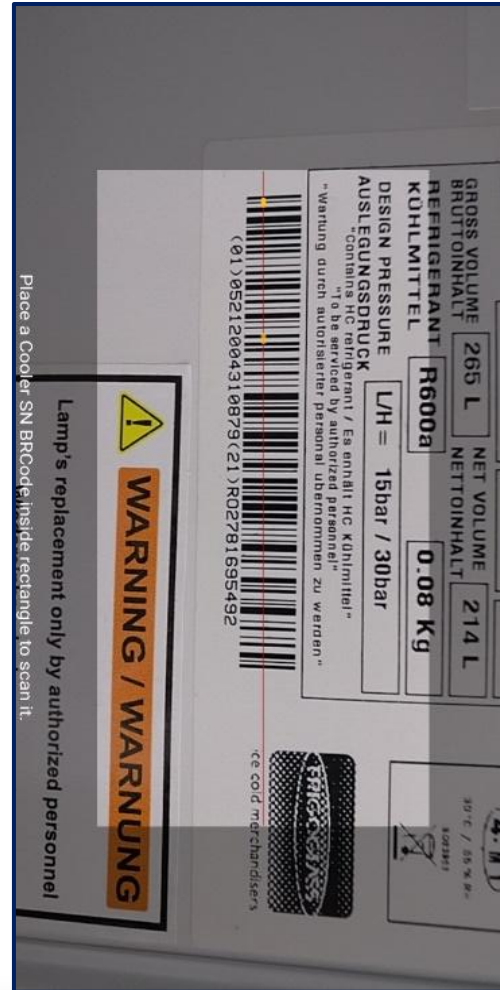 GROSS VOLUME 265 L NET VOLUME 214 L
BRUTTOINHALT NETTOINHALT
REFRIGERANT R600a 0.08 Kg
KÜHLMITTEL
DESIGN PRESSURE L/H = 15bar / 30bar
AUSLEGUNGSDRUCK
"Contains HC refrigerant / Es enhält HC Kühlmittel"
"To be serviced by authorized personnel"
"Wartung durch autorisierter personal ubernommen zu werden"
(01)05212004310879(21)RO2781695492
FRIGOGLASS
ce cold merchandisers
WARNING / WARNUNG
Lamp's replacement only by authorized personnel
Place a Cooler SN BRCode inside rectangle to scan it.